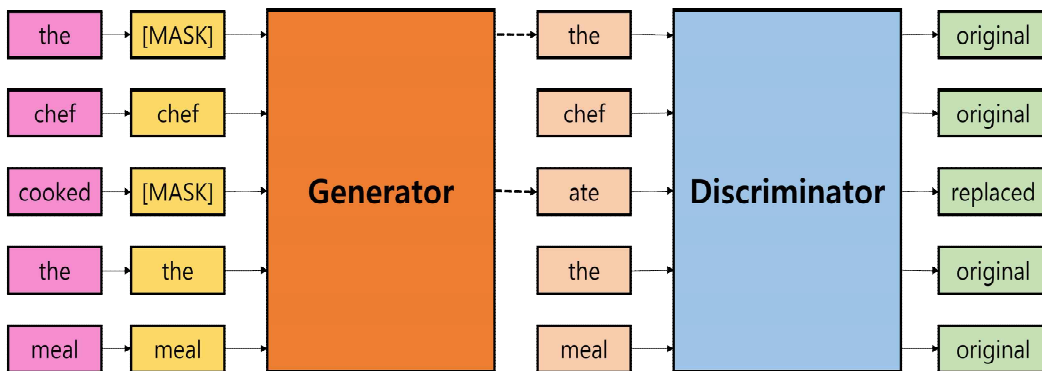 the [MASK] the original
chef chef chef original
cooked [MASK] Generator ate Discriminator replaced
the the the original
meal meal meal original